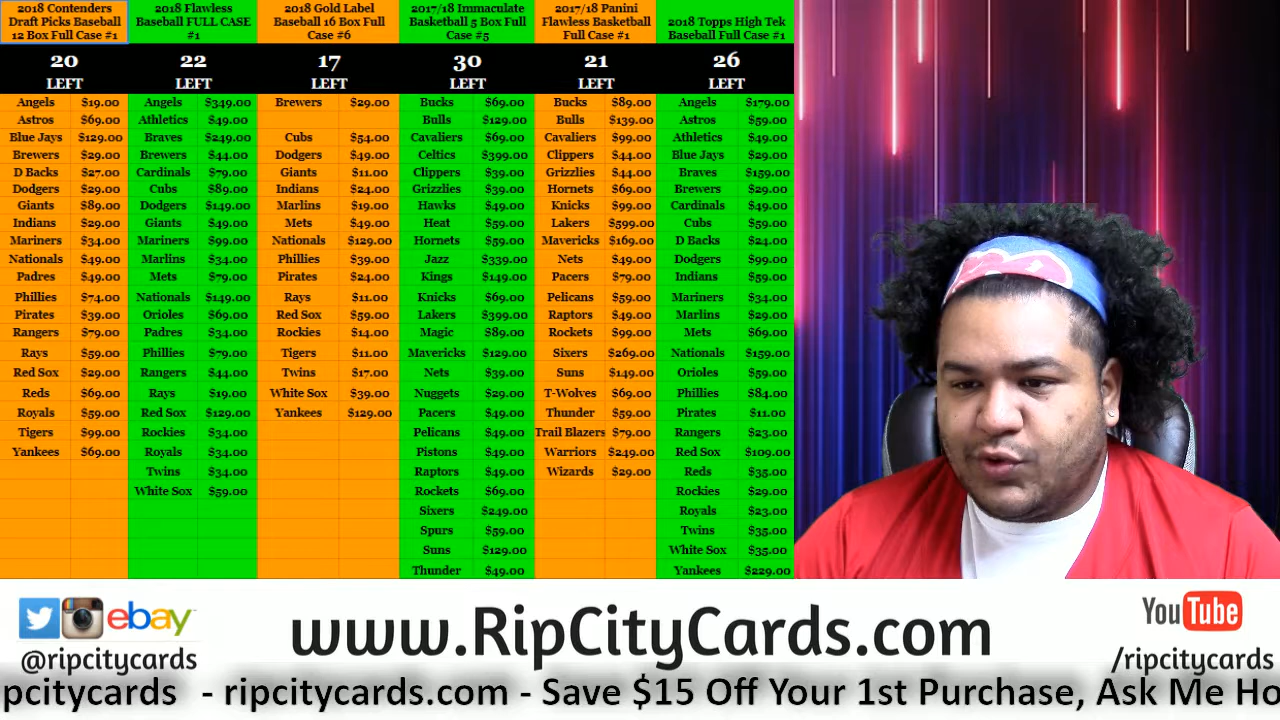 2018 Contenders
Draft Picks Baseball
12 Box Full Case #1
20
LEFT
Angels $19.00
Astros $69.00
Blue Jays $129.00
Brewers $29.00
D Backs $27.00
Dodgers $29.00
Giants $89.00
Indians $29.00
Mariners $34.00
Nationals $49.00
Padres $49.00
Phillies $74.00
Pirates $39.00
Rangers $79.00
Rays $59.00
Red Sox $29.00
Reds $69.00
Royals $59.00
Tigers $99.00
Yankees $69.00
2018 Flawless
Baseball FULL CASE
#1
22
LEFT
Angels $349.00
Athletics $49.00
Braves $249.00
Brewers $44.00
Cardinals $79.00
Cubs $89.00
Dodgers $149.00
Giants $49.00
Mariners $99.00
Marlins $34.00
Mets $79.00
Nationals $149.00
Orioles $69.00
Padres $34.00
Phillies $79.00
Rangers $44.00
Rays $19.00
Red Sox $129.00
Rockies $34.00
Royals $34.00
Twins $34.00
White Sox $59.00
2018 Gold Label
Baseball 16 Box Full
Case #6
17
LEFT
Brewers $29.00
Cubs $54.00
Dodgers $49.00
Giants $11.00
Indians $24.00
Marlins $19.00
Mets $49.00
Nationals $129.00
Phillies $39.00
Pirates $24.00
Rays $11.00
Red Sox $59.00
Rockies $14.00
Tigers $11.00
Twins $17.00
White Sox $39.00
Yankees $129.00
2017/18 Immaculate
Basketball 5 Box Full
Case #5
30
LEFT
Bucks $69.00
Bulls $129.00
Cavaliers $69.00
Celtics $399.00
Clippers $39.00
Grizzlies $39.00
Hawks $49.00
Heat $59.00
Hornets $59.00
Jazz $339.00
Kings $149.00
Knicks $69.00
Lakers $399.00
Magic $89.00
Mavericks $129.00
Nets $39.00
Nuggets $29.00
Pacers $49.00
Pelicans $49.00
Pistons $49.00
Raptors $49.00
Rockets $69.00
Sixers $249.00
Spurs $59.00
Suns $129.00
Thunder $49.00
2017/18 Panini
Flawless Basketball
Full Case #1
21
LEFT
Bucks $89.00
Bulls $139.00
Cavaliers $99.00
Clippers $44.00
Grizzlies $44.00
Hornets $69.00
Knicks $99.00
Lakers $599.00
Mavericks $169.00
Nets $49.00
Pacers $79.00
Pelicans $59.00
Raptors $49.00
Rockets $99.00
Sixers $269.00
Suns $149.00
T-Wolves $69.00
Thunder $59.00
Trail Blazers $79.00
Warriors $249.00
Wizards $29.00
2018 Topps High Tek
Baseball Full Case #1
26
LEFT
Angels $179.00
Astros $59.00
Athletics $49.00
Blue Jays $29.00
Braves $159.00
Brewers $29.00
Cardinals $49.00
Cubs $59.00
D Backs $24.00
Dodgers $99.00
Indians $59.00
Mariners $34.00
Marlins $29.00
Mets $69.00
Nationals $159.00
Orioles $59.00
Phillies $84.00
Pirates $11.00
Rangers $23.00
Red Sox $109.00
Reds $35.00
Rockies $29.00
Royals $23.00
Twins $35.00
White Sox $35.00
Yankees $229.00
ebay
@ripcitycards
www.RipCityCards.com
YouTube
/ripcitycards
pcitycards - ripcitycards.com - Save $15 Off Your 1st Purchase, Ask Me Ho